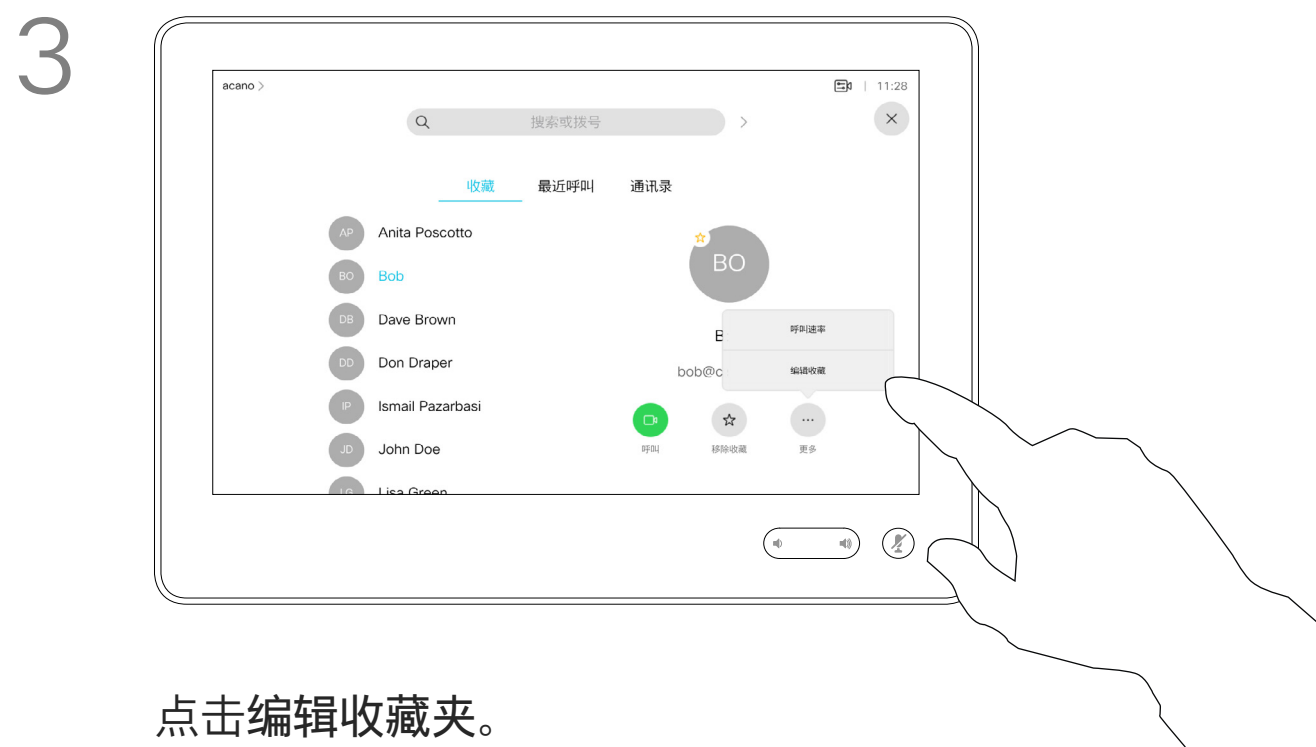 3
acano >
11:28
搜索或拨号
收藏 最近呼叫 通讯录
AP Anita Poscotto
BO Bob
DB Dave Brown
DD Don Draper
IP Ismail Pazarbasi
JD John Doe
Lisa Green
BO
呼叫速率
编辑收藏
bob@c
呼叫 移除收藏 更多
点击编辑收藏夹。